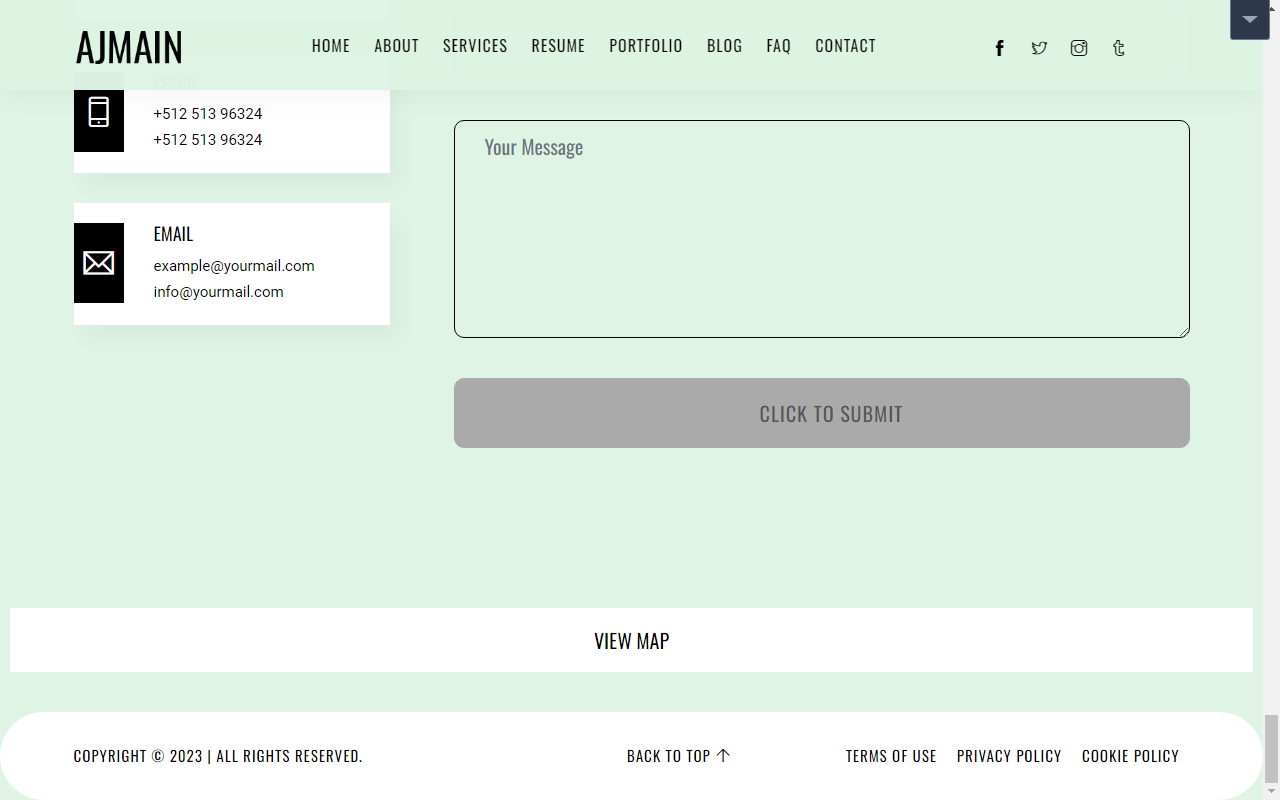 AJMAIN
HOME ABOUT SERVICES RESUME PORTFOLIO BLOG FAQ CONTACT
PHONE
+512 513 96324
+512 513 96324
EMAIL
example@yourmail.com
info@yourmail.com
Your Message
CLICK TO SUBMIT
VIEW MAP
COPYRIGHT © 2023 | ALL RIGHTS RESERVED.
BACK TO TOP ↑
TERMS OF USE PRIVACY POLICY COOKIE POLICY